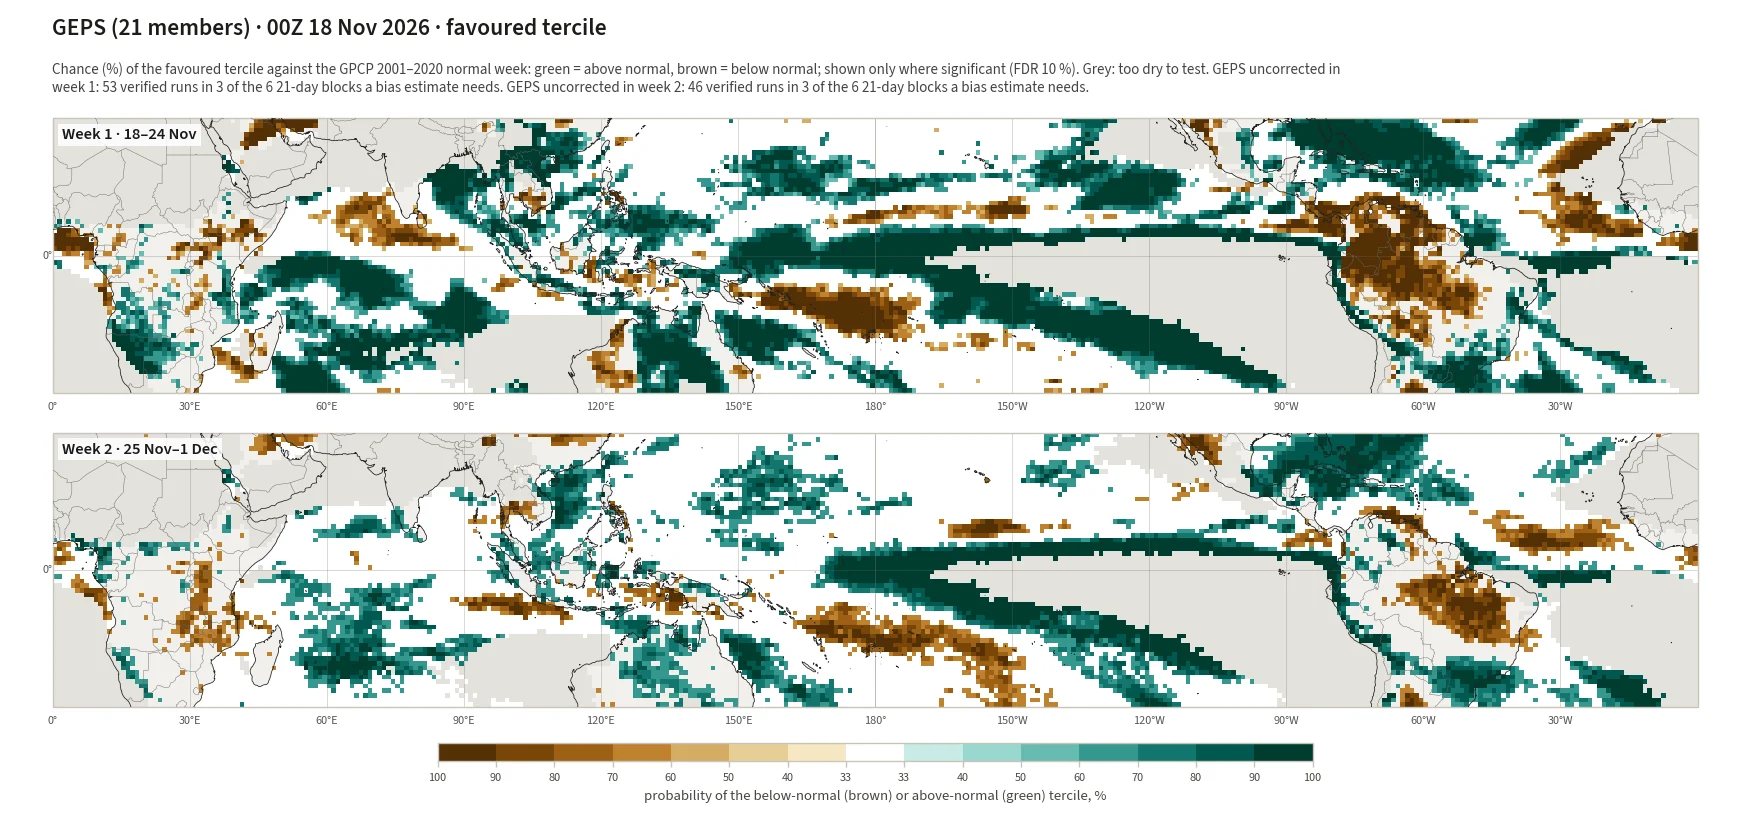 GEPS (21 members) · 00Z 18 Nov 2026 · favoured tercile
Chance (%) of the favoured tercile against the GPCP 2001–2020 normal week: green = above normal, brown = below normal; shown only where significant (FDR 10 %). Grey: too dry to test. GEPS uncorrected in
week 1: 53 verified runs in 3 of the 6 21-day blocks a bias estimate needs. GEPS uncorrected in week 2: 46 verified runs in 3 of the 6 21-day blocks a bias estimate needs.
Week 1 · 18–24 Nov
0°
0° 30°E 60°E 90°E 120°E 150°E 180° 150°W 120°W 90°W 60°W 30°W
Week 2 · 25 Nov–1 Dec
0°
0° 30°E 60°E 90°E 120°E 150°E 180° 150°W 120°W 90°W 60°W 30°W
100 90 80 70 60 50 40 33 33 40 50 60 70 80 90 100
probability of the below-normal (brown) or above-normal (green) tercile, %